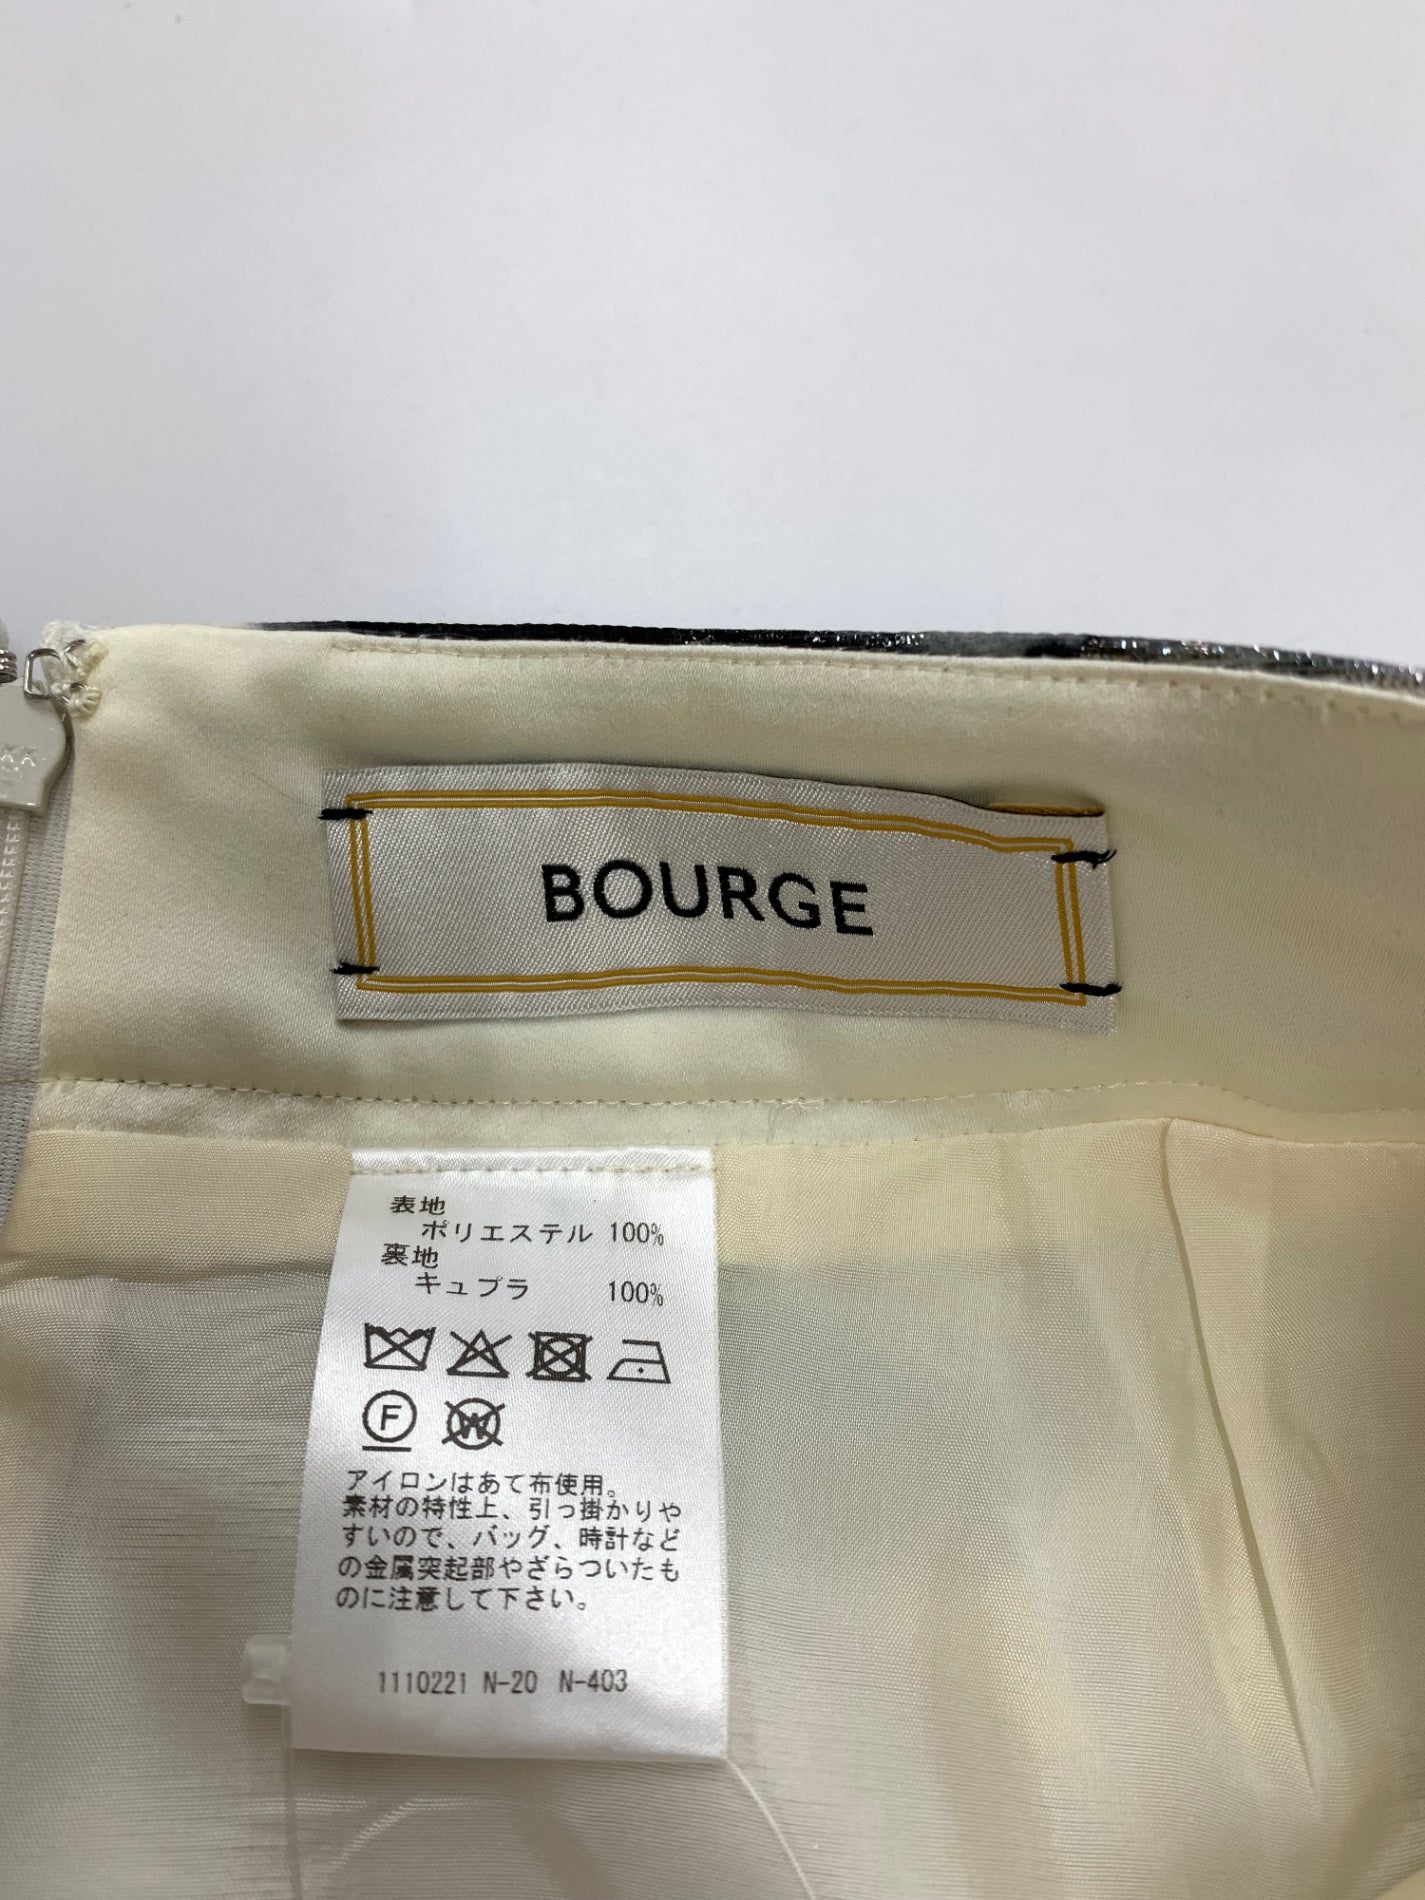 BOURGE
表地
ポリエステル 100%
裏地
キュプラ 100%
F
W
アイロンはあて布使用。
素材の特性上、引っ掛かりや
すいので、バッグ、時計など
の金属突起部やざらついたも
のに注意して下さい。
1110221 N-20 N-403